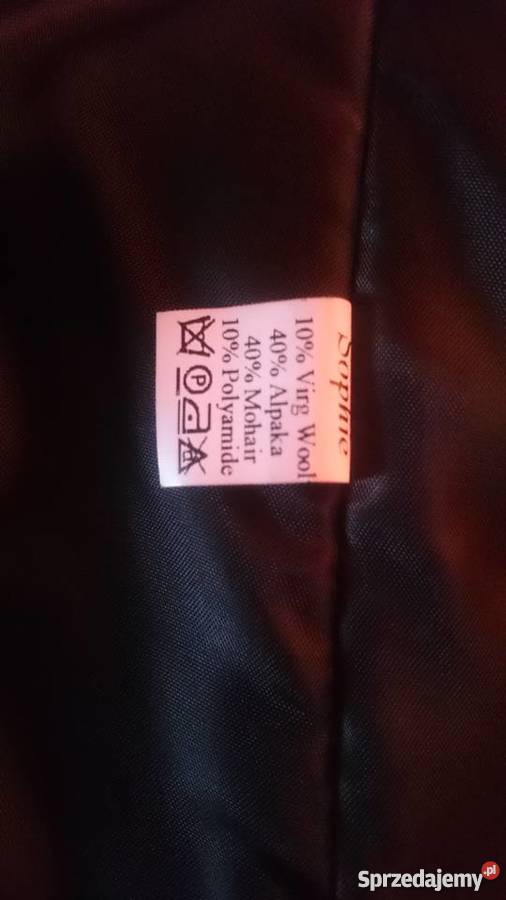 Sophie
10% Virg Wool
40% Alpaka
40% Mohair
10% Polyamide
P
A
Sprzedajemy.pl